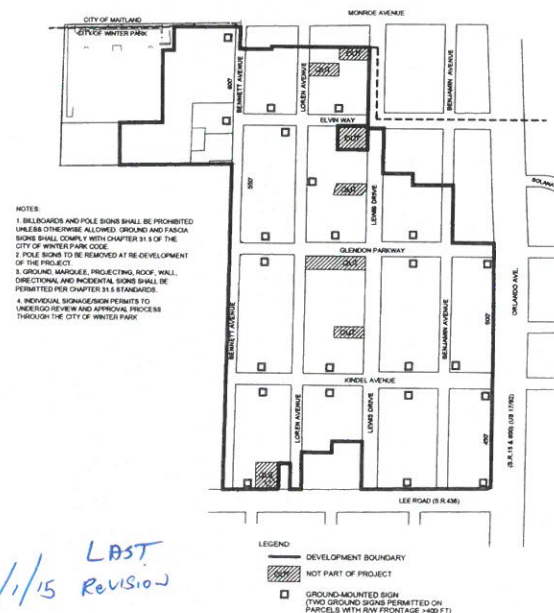 MONROE AVENUE
CITY OF MAITLAND
CITY OF WINTER PARK
BENNETT AVENUE
LOREN AVENUE
BENJAMIN AVENUE
600'
OUT
OUT
ELVIN WAY
OUT
550'
OUT
LEWIS DRIVE
GLENDON PARKWAY
NOTES:
1. BILLBOARDS AND POLE SIGNS SHALL BE PROHIBITED
UNLESS OTHERWISE ALLOWED. GROUND AND FASCIA
SIGNS SHALL COMPLY WITH CHAPTER 31.5 OF THE
CITY OF WINTER PARK CODE.
2. POLE SIGNS TO BE REMOVED AT RE-DEVELOPMENT
OF THE PROJECT.
3. GROUND, MARQUEE, PROJECTING, ROOF, WALL,
DIRECTIONAL AND INCIDENTAL SIGNS SHALL BE
PERMITTED PER CHAPTER 31.5 STANDARDS.
4. INDIVIDUAL SIGNAGE/SIGN PERMITS TO
UNDERGO REVIEW AND APPROVAL PROCESS
THROUGH THE CITY OF WINTER PARK
OUT
ORLANDO AVE.
BENNETT AVENUE
BENJAMIN AVENUE
OUT
KINDEL AVENUE
LOREN AVENUE
LEWIS DRIVE
450'
OUT
LEE ROAD (S.R.438)
LAST
REVISION
LEGEND:
DEVELOPMENT BOUNDARY
OUT
NOT PART OF PROJECT
GROUND-MOUNTED SIGN
(TWO GROUND SIGNS PERMITTED ON
PARCELS WITH R/W FRONTAGE >400 FT)